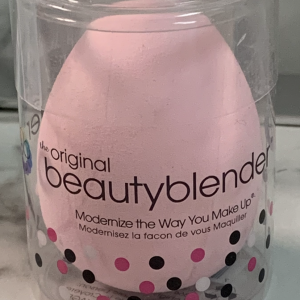 the original
beautyblender
Modernize the Way You Make Up®
Modernisez la facon de vous Maquiller